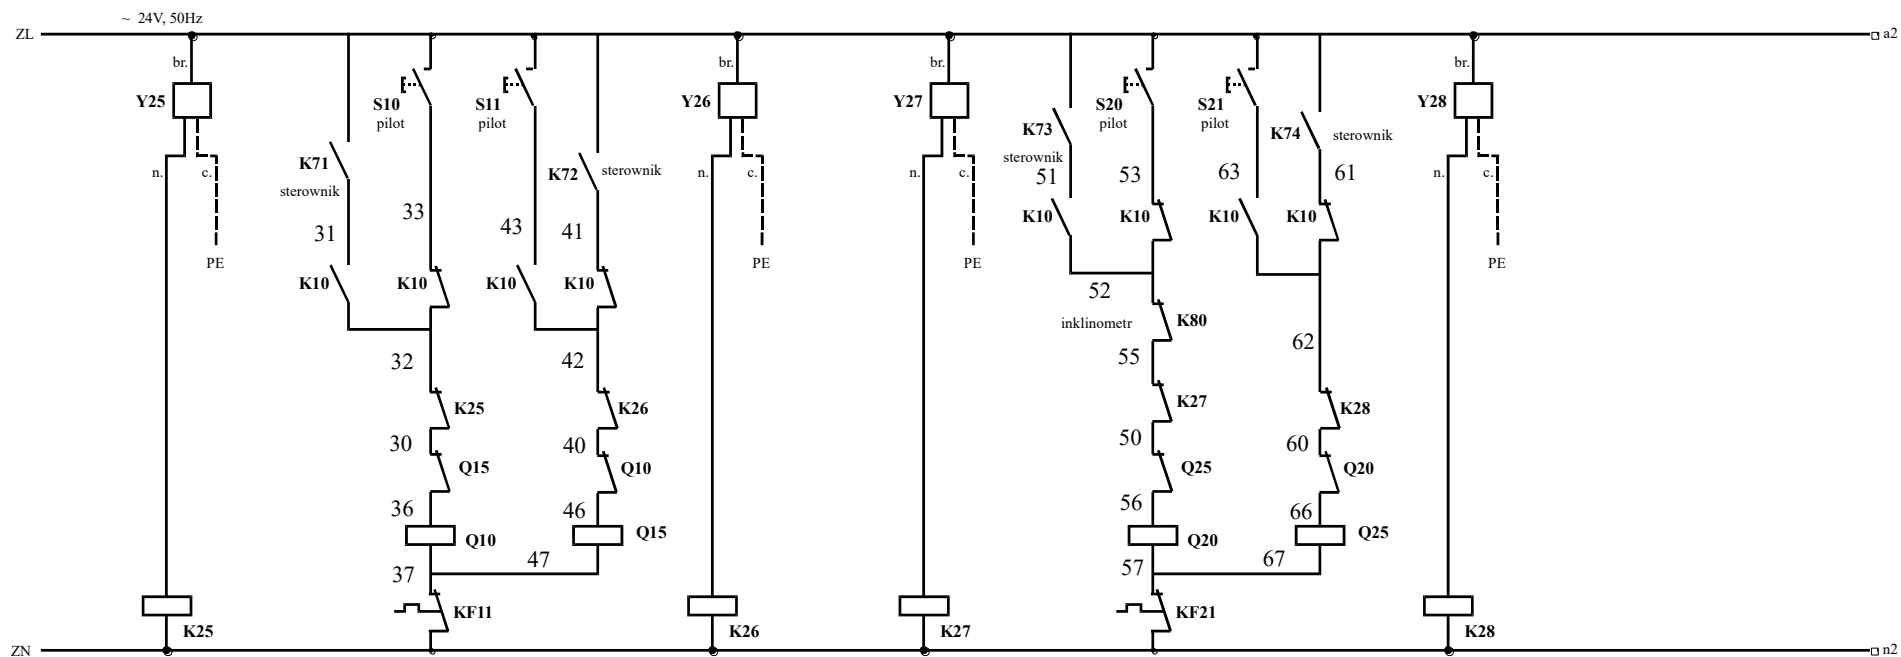 ~ 24V, 50Hz
ZL
a2
br.
br.
br.
br.
Y25
S10
pilot
S11
pilot
Y26
Y27
S20
pilot
S21
pilot
Y28
K73
sterownik
K74
sterownik
K71
sterownik
K72
sterownik
n.
c.
n.
c.
n.
c.
n.
c.
51
53
63
61
33
43
41
31
K10
K10
K10
K10
PE
PE
PE
PE
K10
K10
K10
K10
52
inklinometr
K80
32
42
55
62
K25
K26
K27
K28
30
40
50
60
Q15
Q10
Q25
Q20
36
46
56
66
Q10
Q15
Q20
Q25
37
47
57
67
KF11
KF21
K25
K26
K27
K28
ZN
n2